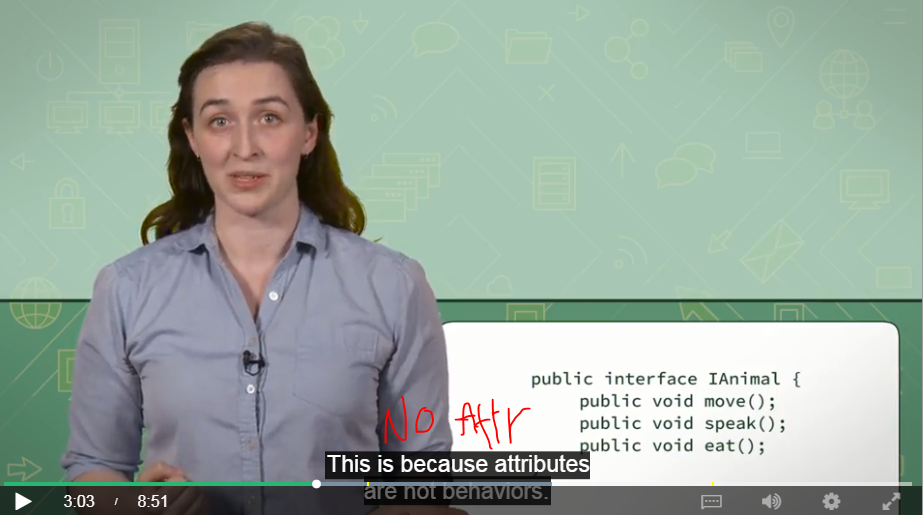 public interface IAnimal {
public void move();
public void speak();
public void eat();
No Attr
This is because attributes
are not behaviors.
3:03 / 8:51